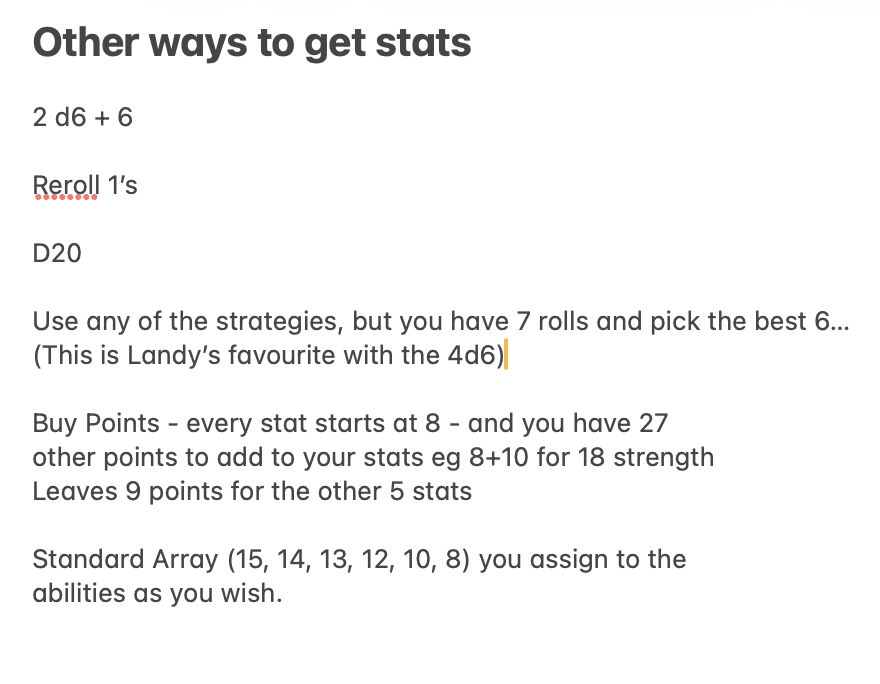 Other ways to get stats
2 d6 + 6
Reroll 1’s
D20
Use any of the strategies, but you have 7 rolls and pick the best 6...
(This is Landy’s favourite with the 4d6)
Buy Points - every stat starts at 8 - and you have 27
other points to add to your stats eg 8+10 for 18 strength
Leaves 9 points for the other 5 stats
Standard Array (15, 14, 13, 12, 10, 8) you assign to the
abilities as you wish.